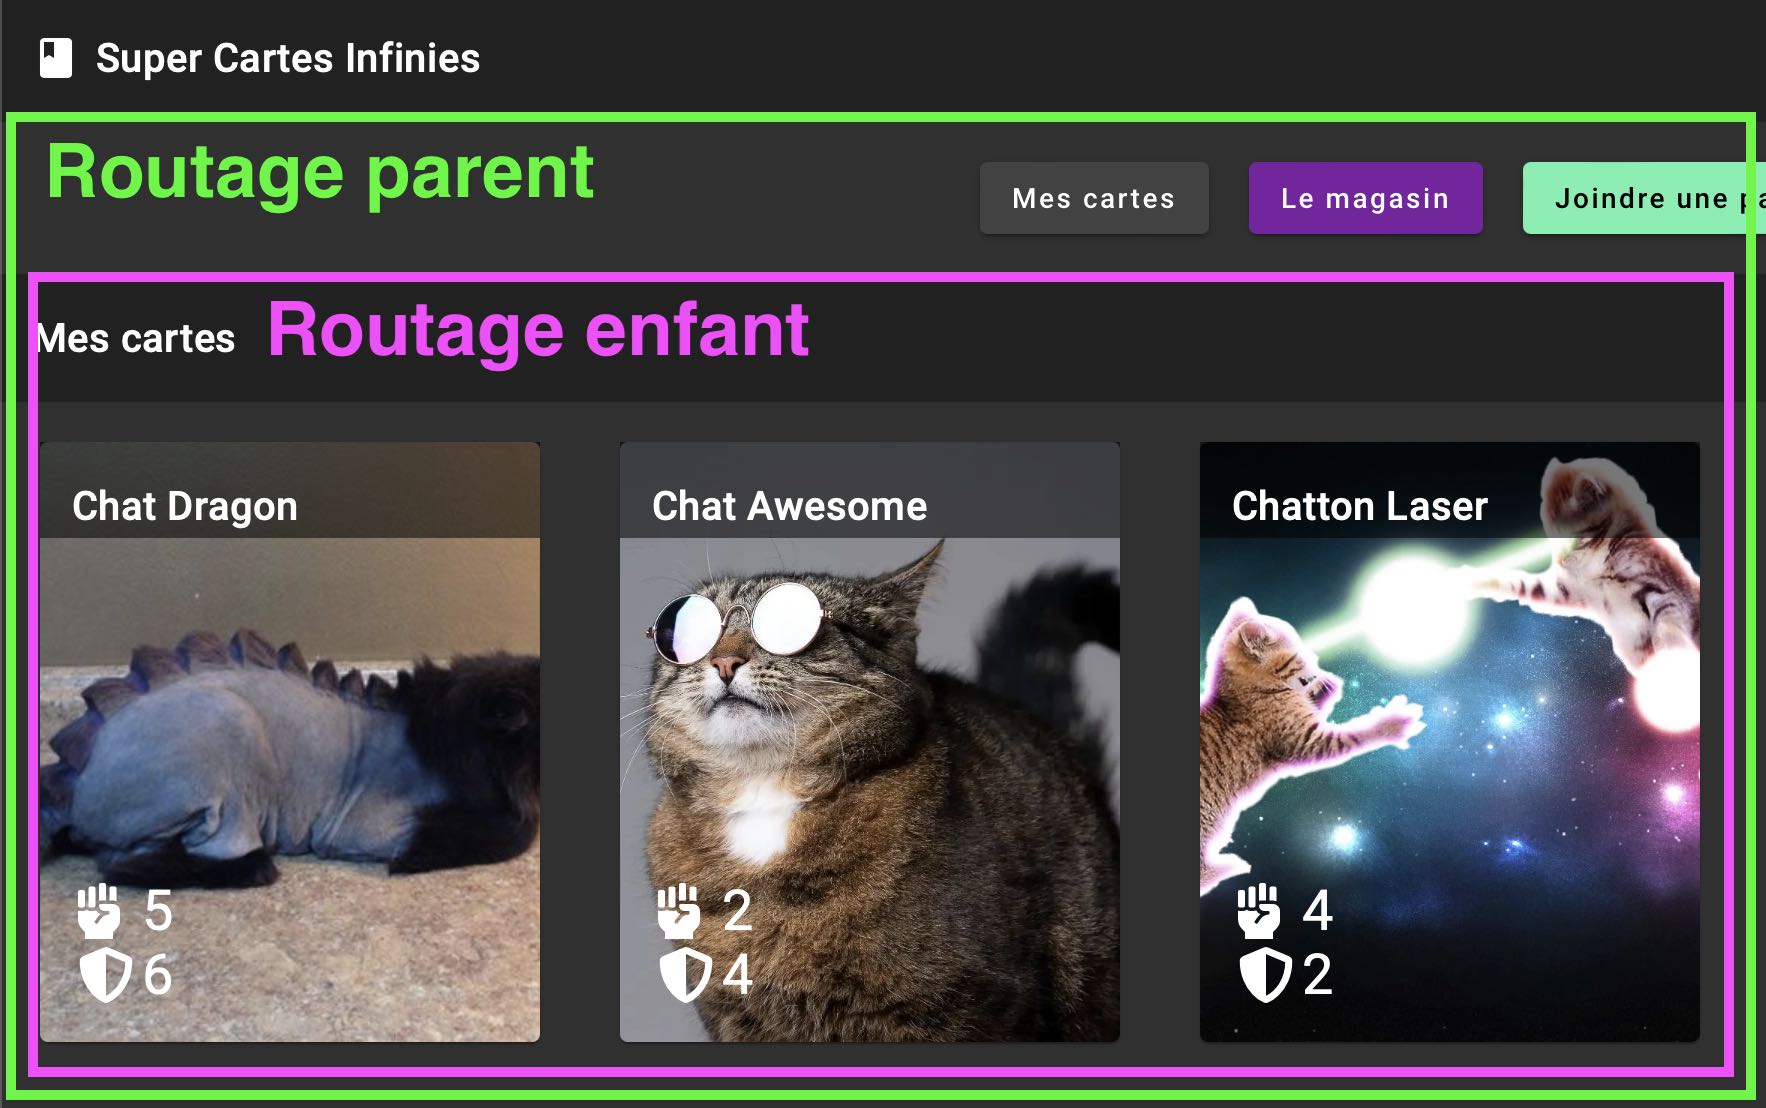 Super Cartes Infinies
Routage parent
Mes cartes
Le magasin
Joindre une
Mes cartes
Routage enfant
Chat Dragon
Chat Awesome
Chatton Laser
5
6
2
4
4
2